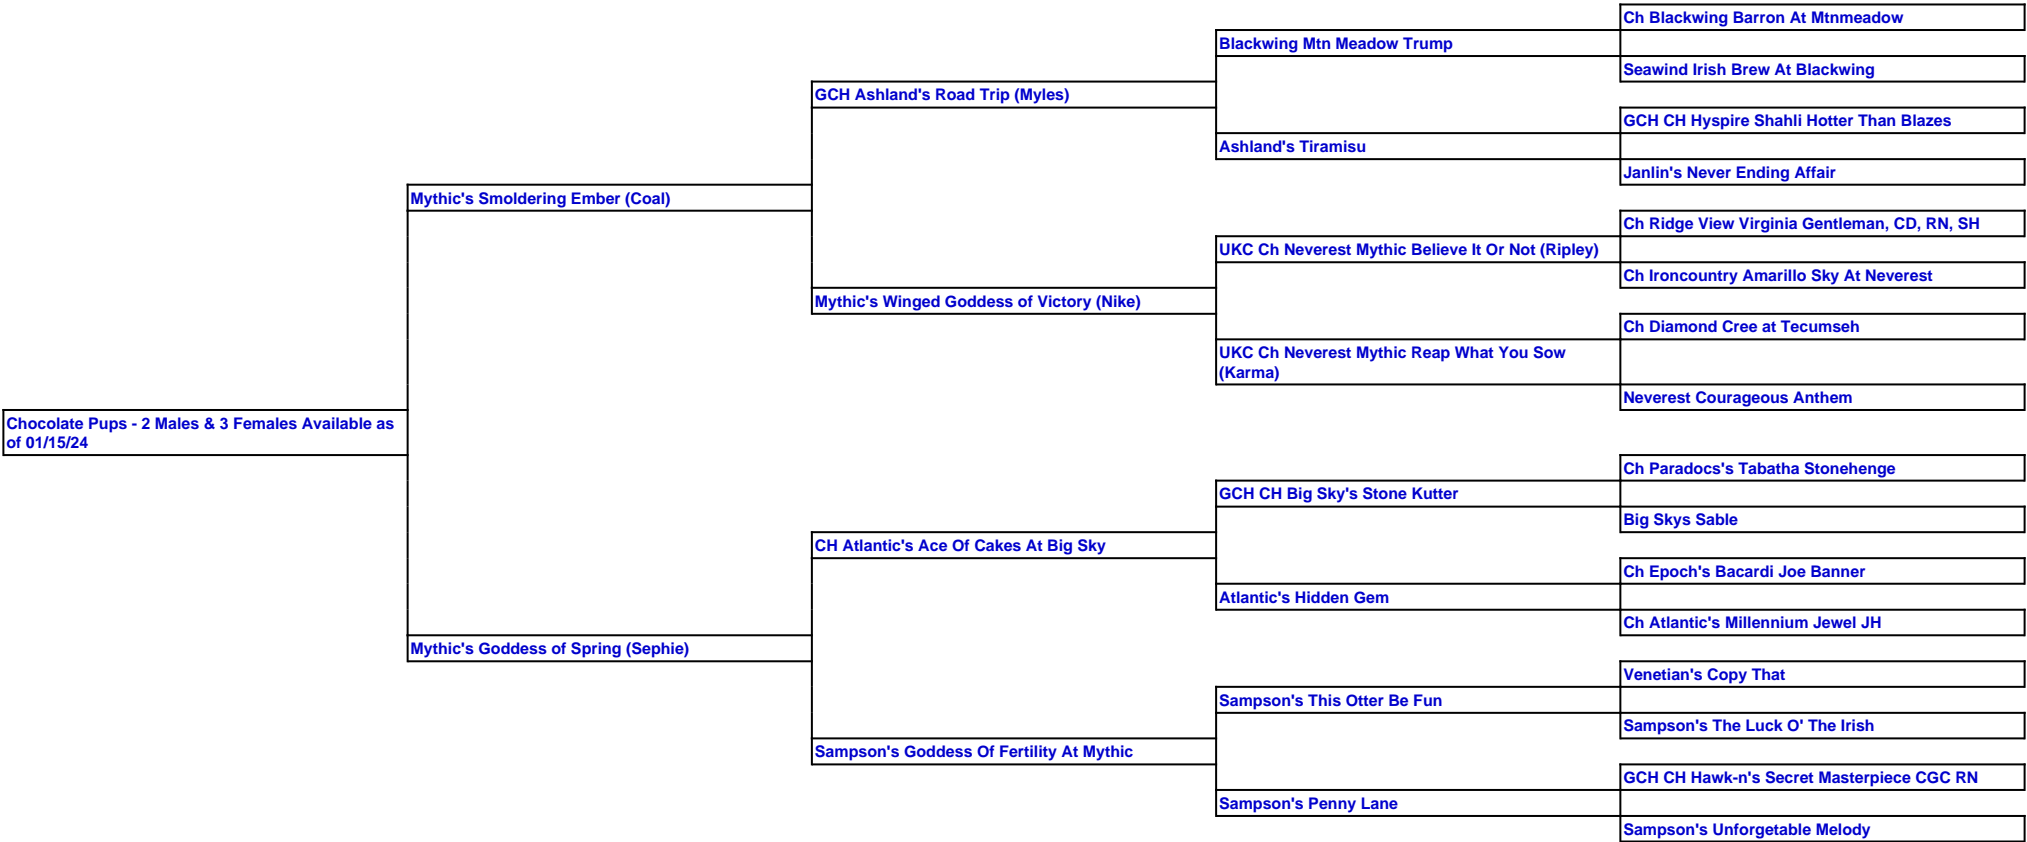 Ch Blackwing Barron At Mtnmeadow
Blackwing Mtn Meadow Trump
Seawind Irish Brew At Blackwing
GCH Ashland's Road Trip (Myles)
GCH CH Hyspire Shahli Hotter Than Blazes
Ashland's Tiramisu
Janlin's Never Ending Affair
Mythic's Smoldering Ember (Coal)
Ch Ridge View Virginia Gentleman, CD, RN, SH
UKC Ch Neverest Mythic Believe It Or Not (Ripley)
Ch Ironcountry Amarillo Sky At Neverest
Mythic's Winged Goddess of Victory (Nike)
Ch Diamond Cree at Tecumseh
UKC Ch Neverest Mythic Reap What You Sow
(Karma)
Neverest Courageous Anthem
Chocolate Pups - 2 Males & 3 Females Available as
of 01/15/24
Ch Paradocs's Tabatha Stonehenge
GCH CH Big Sky's Stone Kutter
Big Skys Sable
CH Atlantic's Ace Of Cakes At Big Sky
Ch Epoch's Bacardi Joe Banner
Atlantic's Hidden Gem
Ch Atlantic's Millennium Jewel JH
Mythic's Goddess of Spring (Sephie)
Venetian's Copy That
Sampson's This Otter Be Fun
Sampson's The Luck O' The Irish
Sampson's Goddess Of Fertility At Mythic
GCH CH Hawk-n's Secret Masterpiece CGC RN
Sampson's Penny Lane
Sampson's Unforgetable Melody